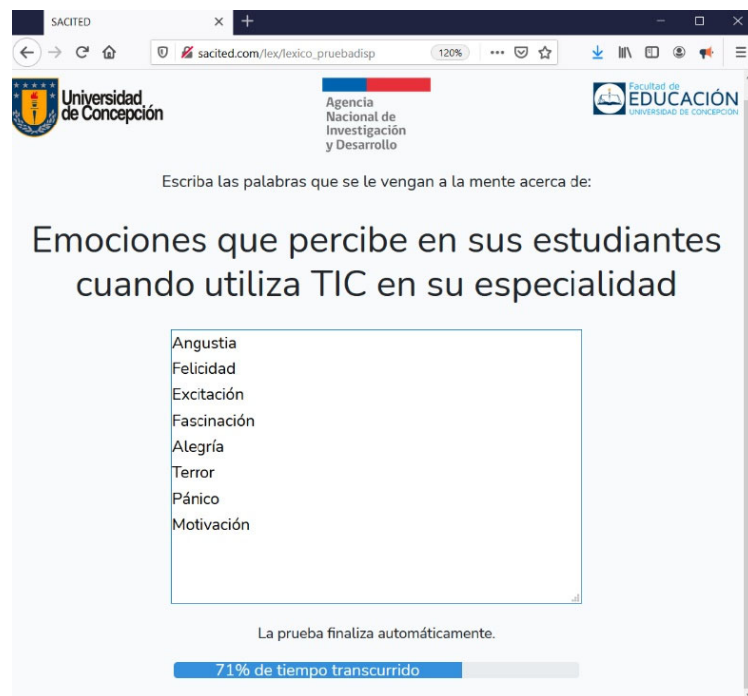 SACITED
sacited.com/lex/lexico_pruebadisp
120%
Universidad
de Concepción
Agencia
Nacional de
Investigación
y Desarrollo
Facultad de
EDUCACIÓN
UNIVERSIDAD DE CONCEPCIÓN
Escriba las palabras que se le vengan a la mente acerca de:
Emociones que percibe en sus estudiantes
cuando utiliza TIC en su especialidad
Angustia
Felicidad
Excitación
Fascinación
Alegría
Terror
Pánico
Motivación
La prueba finaliza automáticamente.
71% de tiempo transcurrido